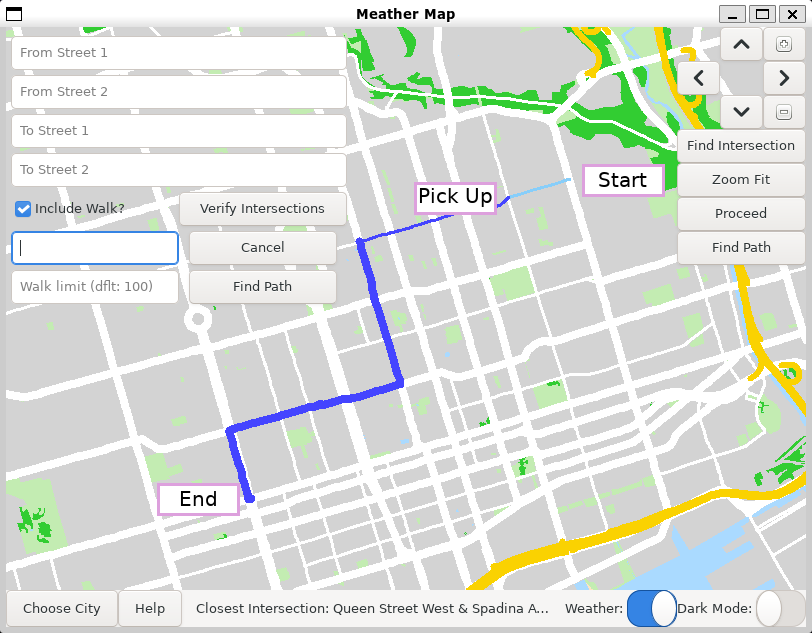 Meather Map
From Street 1
From Street 2
To Street 1
To Street 2
Include Walk?
Verify Intersections
Cancel
Walk limit (dflt: 100)
Find Path
Find Intersection
Zoom Fit
Proceed
Find Path
Pick Up
Start
End
Choose City
Help
Closest Intersection: Queen Street West & Spadina A...
Weather:
Dark Mode: